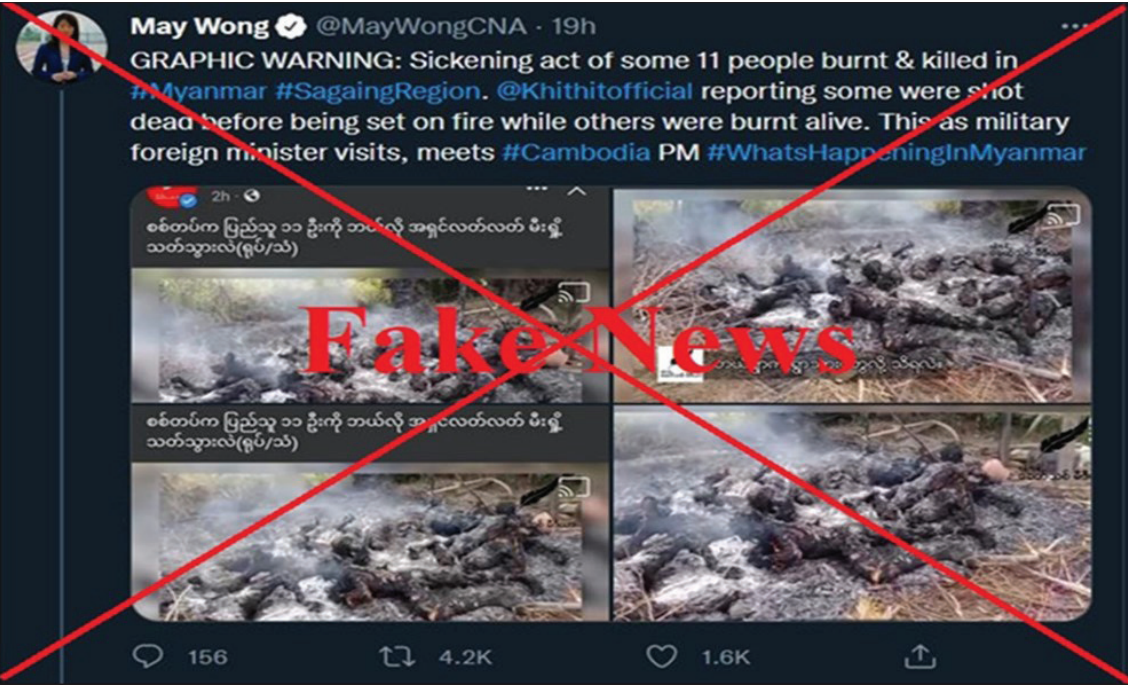 May Wong @MayWongCNA · 19h
GRAPHIC WARNING: Sickening act of some 11 people burnt & killed in
#Myanmar #SagaingRegion. @Khithitofficial reporting some were shot
dead before being set on fire while others were burnt alive. This as military
foreign minister visits, meets #Cambodia PM #WhatsHappeningInMyanmar
2h
စစ်တပ်က ပြည်သူ ၁၁ ဦးကို ဘယ်လို အရှင်လတ်လတ် မီးရှို့
သတ်သွားလဲ(ရုပ်/သံ)
Fake News
စစ်တပ်က ပြည်သူ ၁၁ ဦးကို ဘယ်လို အရှင်လတ်လတ် မီးရှို့
သတ်သွားလဲ(ရုပ်/သံ)
156 4.2K 1.6K